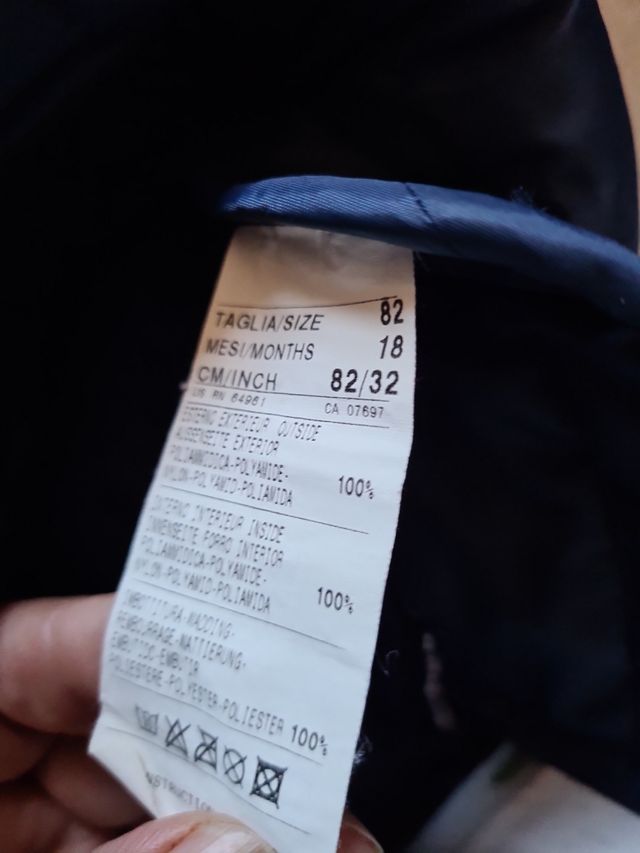 TAGLIA/SIZE 82
MESI/MONTHS 18
CM/INCH 82/32
US RN 64961 CA 07697
ESTERNO EXTERIEUR OUTSIDE
AUSSENSEITE EXTERIOR
POLIAMMIDICA-POLYAMIDE-
NYLON-POLYAMID-POLIAMIDA 100%
INTERNO INTERIEUR INSIDE
INNENSEITE FORRO INTERIOR
POLIAMMIDICA-POLYAMIDE-
NYLON-POLYAMID-POLIAMIDA 100%
IMBOTTITURA-WADDING-
REMBOURRAGE-WATTIERUNG-
POLIESTERE-POLYESTER-POLIESTER 100%